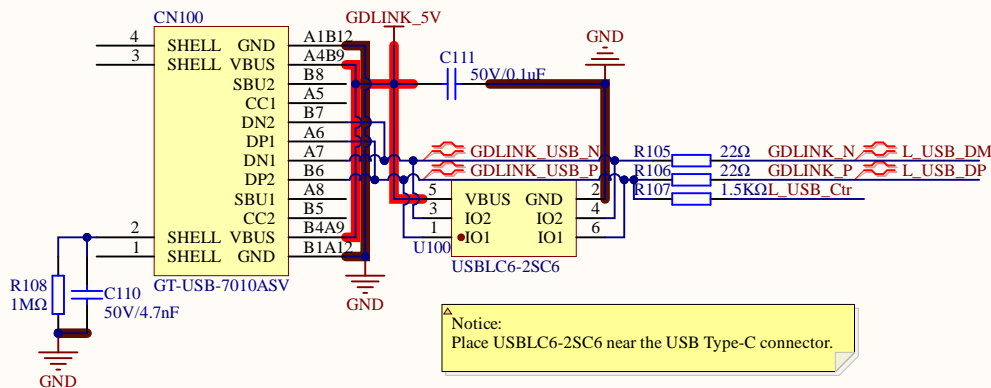 CN100
GDLINK_5V
GND
4 SHELL GND A1B12
3 SHELL VBUS A4B9
SBU2 B8
CC1 A5
DN2 B7
DP1 A6
DN1 A7
DP2 B6
SBU1 A8
CC2 B5
2 SHELL VBUS B4A9
1 SHELL GND B1A12
GT-USB-7010ASV
C111
50V/0.1uF
GDLINK_USB_N
GDLINK_USB_P
R105 22Ω GDLINK_N L_USB_DM
R106 22Ω GDLINK_P L_USB_DP
R107 1.5KΩ L_USB_Ctr
5 VBUS GND 2
3 IO2 IO2 4
1 IO1 IO1 6
U100
USBLC6-2SC6
R108
1MΩ
C110
50V/4.7nF
GND
GND
Notice:
Place USBLC6-2SC6 near the USB Type-C connector.